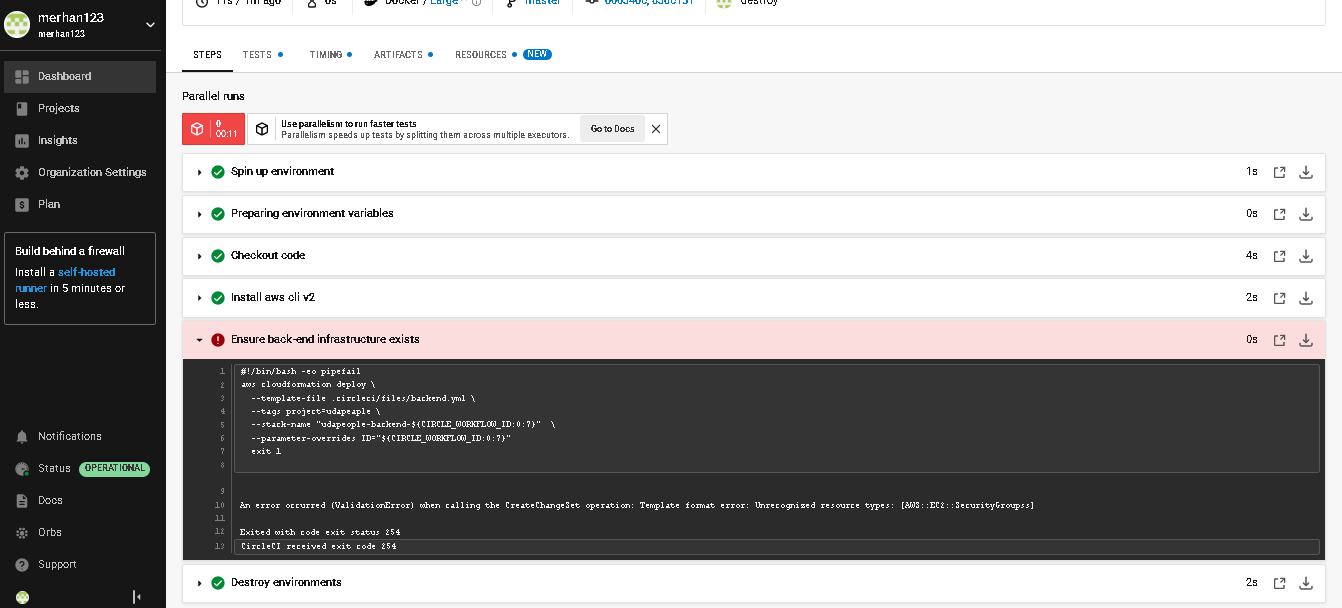 merhan123
merhan123
Dashboard
Projects
Insights
Organization Settings
Plan
Build behind a firewall
Install a self-hosted
runner in 5 minutes or
less.
Notifications
Status OPERATIONAL
Docs
Orbs
Support
11s / 1m ago
0s
Docker / Large
master
destroy
STEPS TESTS TIMING ARTIFACTS RESOURCES NEW
Parallel runs
0
00:11
Use parallelism to run faster tests
Parallelism speeds up tests by splitting them across multiple executors.
Go to Docs
Spin up environment 1s
Preparing environment variables 0s
Checkout code 4s
Install aws cli v2 2s
Ensure back-end infrastructure exists 0s
1 #!/bin/bash -eo pipefail
2 aws cloudformation deploy \
3 --template-file .circleci/files/backend.yml \
4 --tags project=udapeaple \
5 --stack-name "udapeople-backend-${CIRCLE_WORKFLOW_ID:0:7}" \
6 --parameter-overrides ID="${CIRCLE_WORKFLOW_ID:0:7}"
7 exit 1
8
9
10 An error occurred (ValidationError) when calling the CreateChangeSet operation: Template format error: Unrecognized resource types: [AWS::EC2::SecurityGroupss]
11
12 Exited with code exit status 254
13 CircleCI received exit code 254
Destroy environments 2s